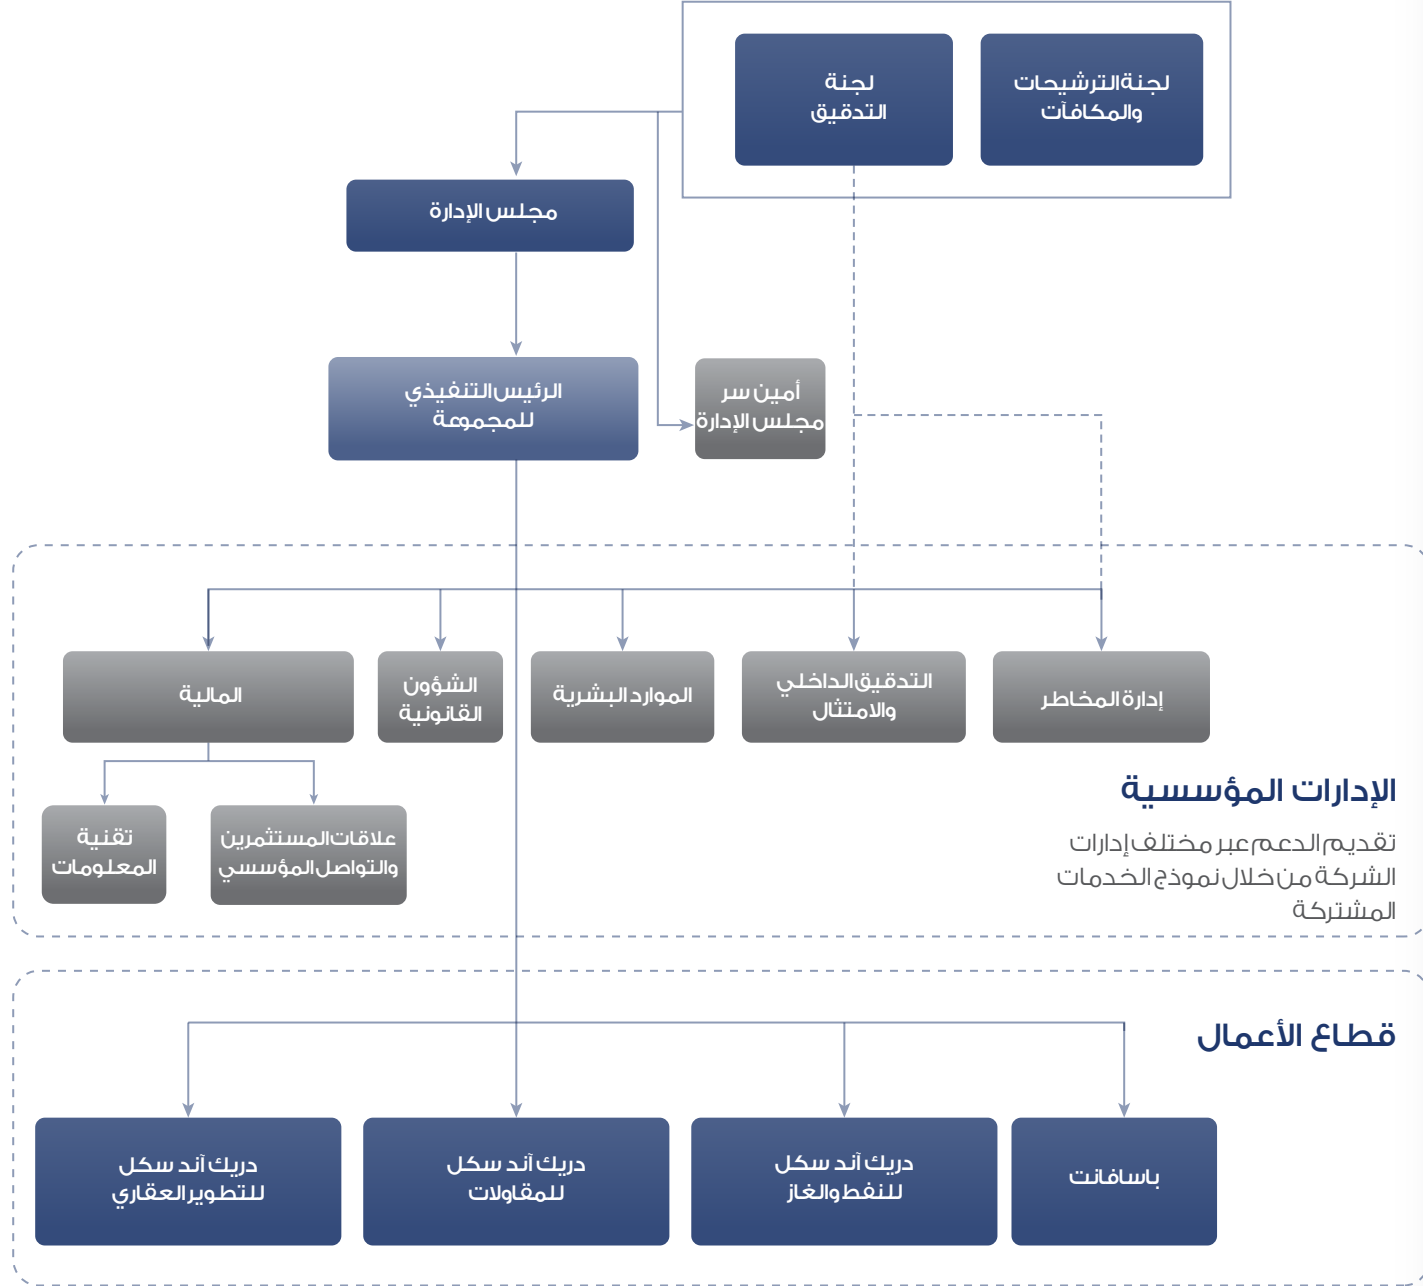 لجنة الترشيحات
والمكافآت
لجنة
التدقيق
مجلس الإدارة
الرئيس التنفيذي
للمجموعة
أمين سر
مجلس الإدارة
إدارة المخاطر
التدقيق الداخلي
والامتثال
الموارد البشرية
الشؤون
القانونية
المالية
الإدارات المؤسسية
تقديم الدعم عبر مختلف إدارات
الشركة من خلال نموذج الخدمات
المشتركة
علاقات المستثمرين
والتواصل المؤسسي
تقنية
المعلومات
قطاع الأعمال
باسافانت
دريك آند سكل
للنفط والغاز
دريك آند سكل
للمقاولات
دريك آند سكل
للتطوير العقاري